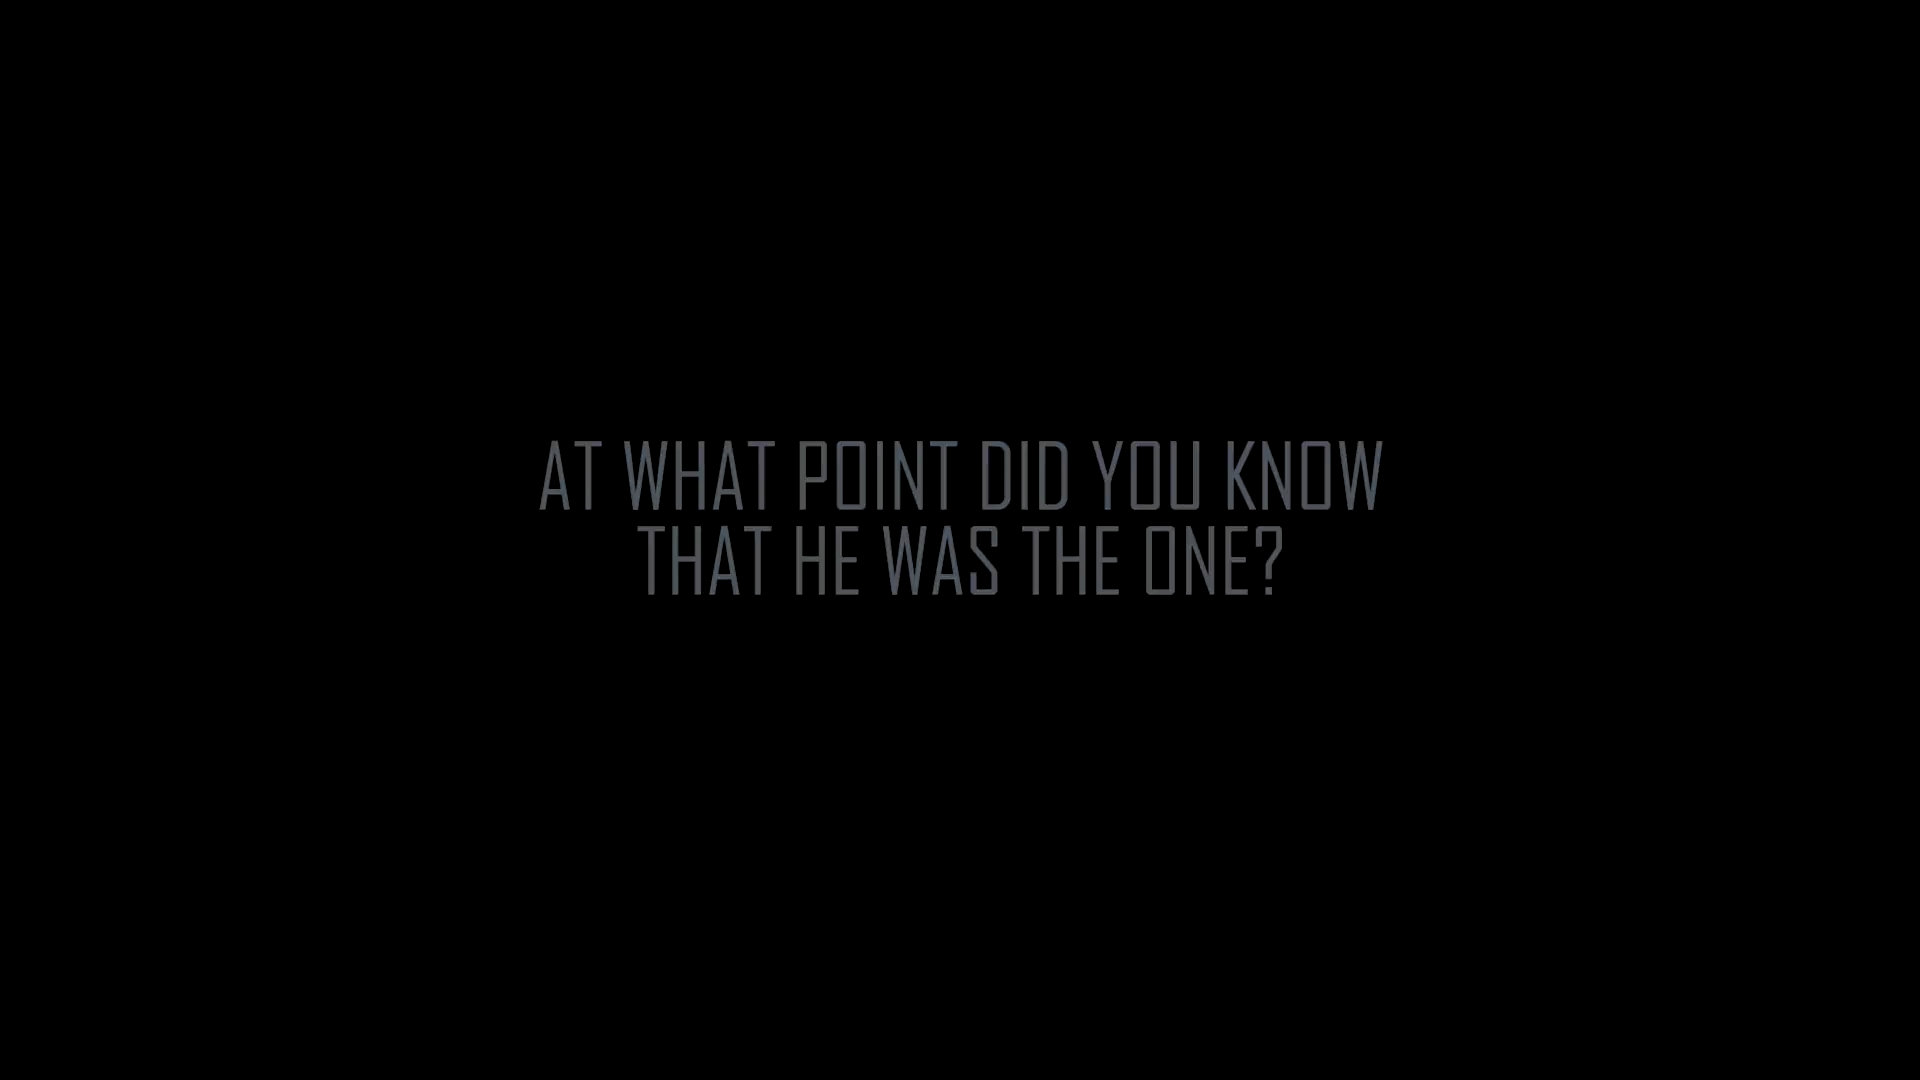 AT WHAT POINT DID YOU KNOW
THAT HE WAS THE ONE?